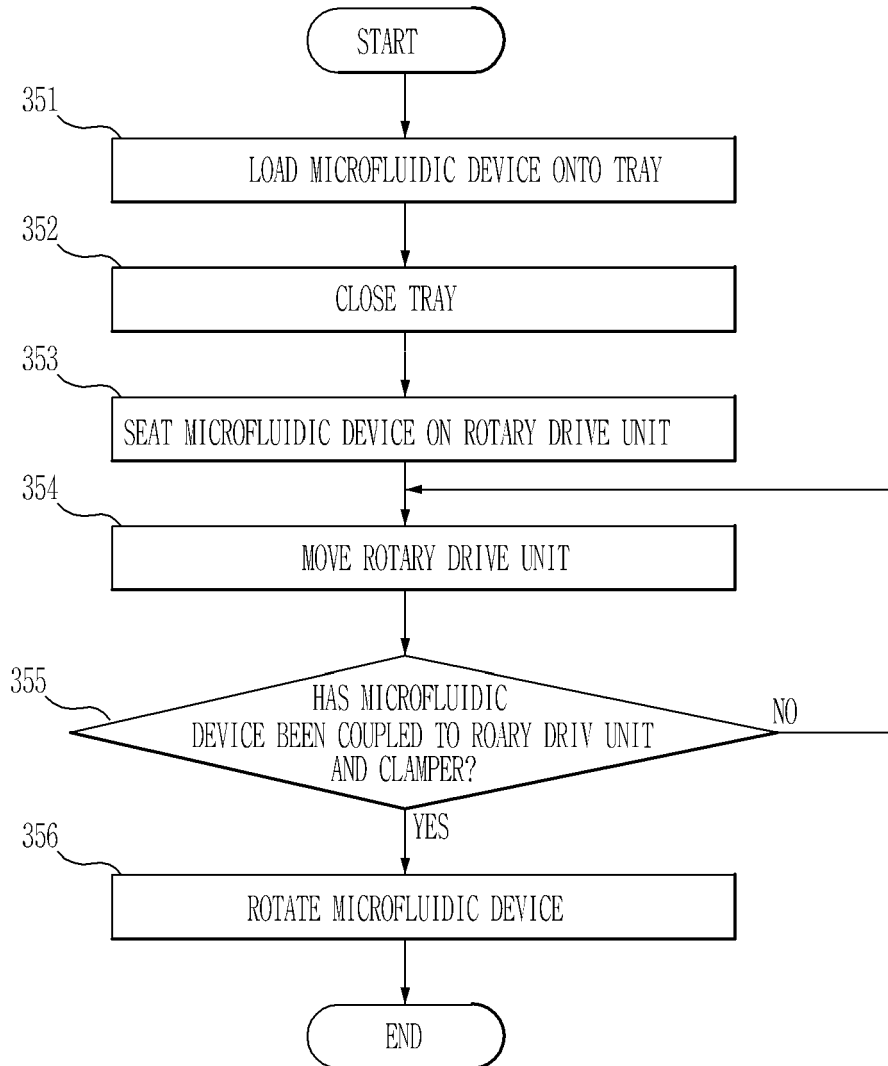 START
351
LOAD MICROFLUIDIC DEVICE ONTO TRAY
352
CLOSE TRAY
353
SEAT MICROFLUIDIC DEVICE ON ROTARY DRIVE UNIT
354
MOVE ROTARY DRIVE UNIT
355
HAS MICROFLUIDIC
DEVICE BEEN COUPLED TO ROARY DRIV UNIT
AND CLAMPER?
NO
YES
356
ROTATE MICROFLUIDIC DEVICE
END